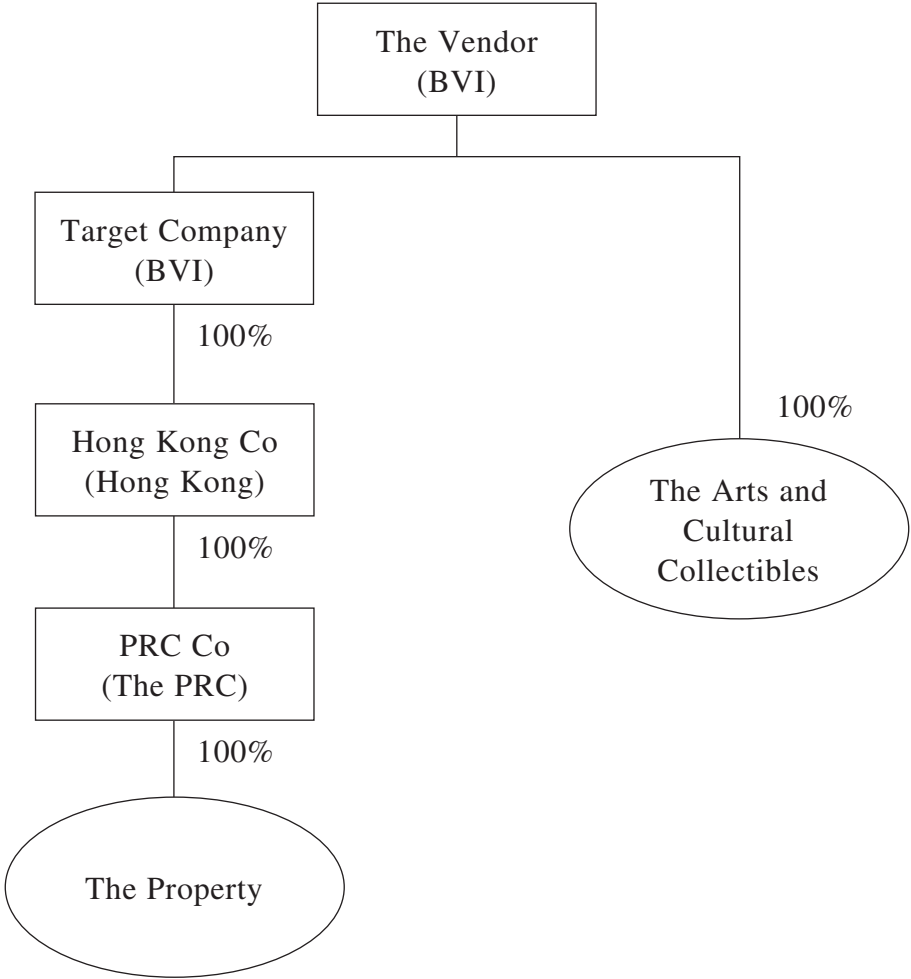 The Vendor
(BVI)
Target Company
(BVI)
100%
100%
Hong Kong Co
(Hong Kong)
The Arts and
Cultural
Collectibles
100%
PRC Co
(The PRC)
100%
The Property